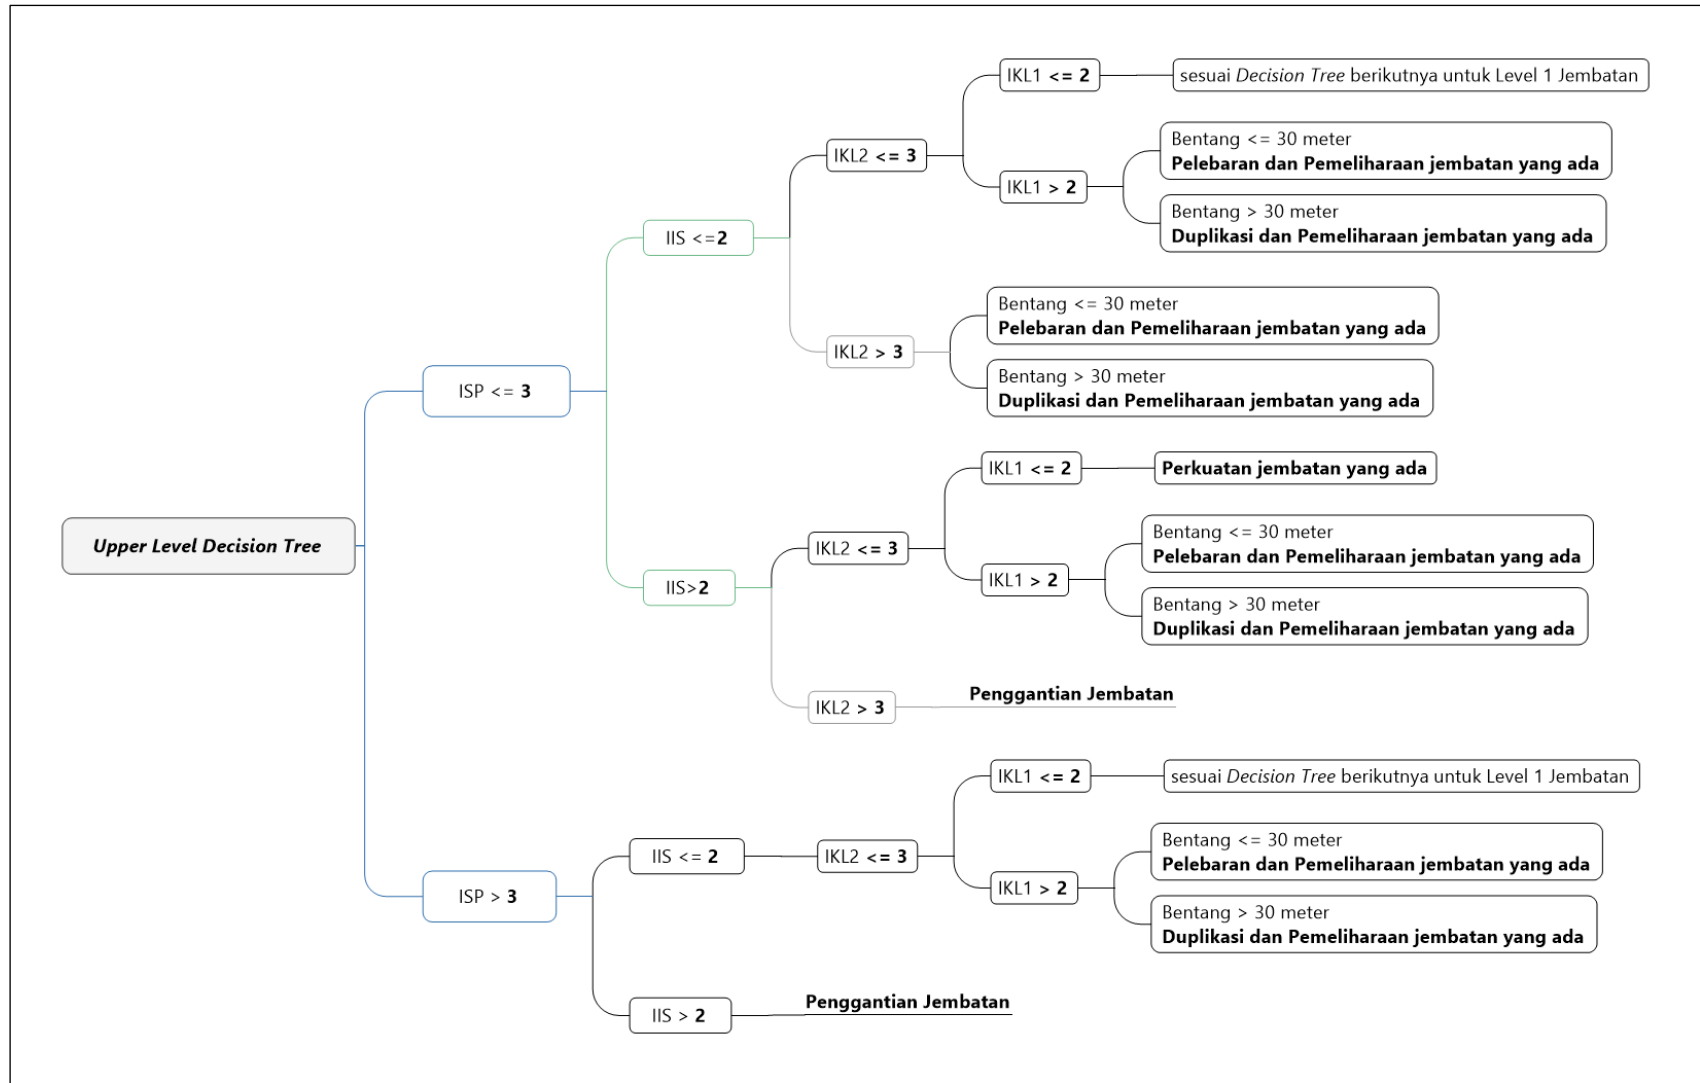 Upper Level Decision Tree
ISP <= 3
IIS <=2
IKL2 <= 3
IKL1 <= 2
sesuai Decision Tree berikutnya untuk Level 1 Jembatan
IKL1 > 2
Bentang <= 30 meter
Pelebaran dan Pemeliharaan jembatan yang ada
Bentang > 30 meter
Duplikasi dan Pemeliharaan jembatan yang ada
IKL2 > 3
Bentang <= 30 meter
Pelebaran dan Pemeliharaan jembatan yang ada
Bentang > 30 meter
Duplikasi dan Pemeliharaan jembatan yang ada
IIS>2
IKL2 <= 3
IKL1 <= 2
Perkuatan jembatan yang ada
IKL1 > 2
Bentang <= 30 meter
Pelebaran dan Pemeliharaan jembatan yang ada
Bentang > 30 meter
Duplikasi dan Pemeliharaan jembatan yang ada
IKL2 > 3
Penggantian Jembatan
ISP > 3
IIS <= 2
IKL2 <= 3
IKL1 <= 2
sesuai Decision Tree berikutnya untuk Level 1 Jembatan
IKL1 > 2
Bentang <= 30 meter
Pelebaran dan Pemeliharaan jembatan yang ada
Bentang > 30 meter
Duplikasi dan Pemeliharaan jembatan yang ada
IIS > 2
Penggantian Jembatan